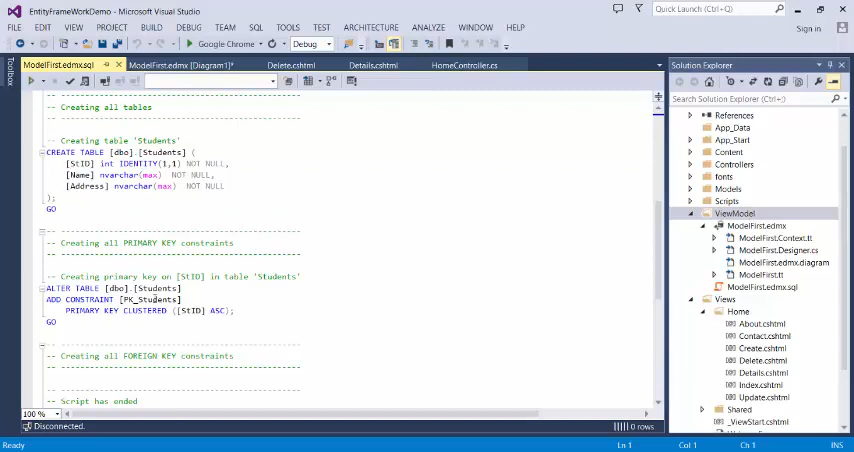 EntityFrameWorkDemo - Microsoft Visual Studio
Quick Launch (Ctrl+Q)
FILE EDIT VIEW PROJECT BUILD DEBUG TEAM SQL TOOLS TEST ARCHITECTURE ANALYZE WINDOW HELP
Sign in
Google Chrome Debug
Toolbox
ModelFirst.edmx.sql ModelFirst.edmx [Diagram1]* Delete.cshtml Details.cshtml HomeController.cs
-- --------------------------------------------------
-- Creating all tables
-- --------------------------------------------------
-- Creating table 'Students'
CREATE TABLE [dbo].[Students] (
[StID] int IDENTITY(1,1) NOT NULL,
[Name] nvarchar(max) NOT NULL,
[Address] nvarchar(max) NOT NULL
);
GO
-- --------------------------------------------------
-- Creating all PRIMARY KEY constraints
-- --------------------------------------------------
-- Creating primary key on [StID] in table 'Students'
ALTER TABLE [dbo].[Students]
ADD CONSTRAINT [PK_Students]
PRIMARY KEY CLUSTERED ([StID] ASC);
GO
-- --------------------------------------------------
-- Creating all FOREIGN KEY constraints
-- --------------------------------------------------
-- --------------------------------------------------
-- Script has ended
100 %
Disconnected. 0 rows
Solution Explorer
Search Solution Explorer (Ctrl+;)
References
App_Data
App_Start
Content
Controllers
fonts
Models
Scripts
ViewModel
ModelFirst.edmx
ModelFirst.Context.tt
ModelFirst.Designer.cs
ModelFirst.edmx.diagram
ModelFirst.tt
ModelFirst.edmx.sql
Views
Home
About.cshtml
Contact.cshtml
Create.cshtml
Delete.cshtml
Details.cshtml
Index.cshtml
Update.cshtml
Shared
_ViewStart.cshtml
Ready Ln 1 Col 1 Ch 1 INS